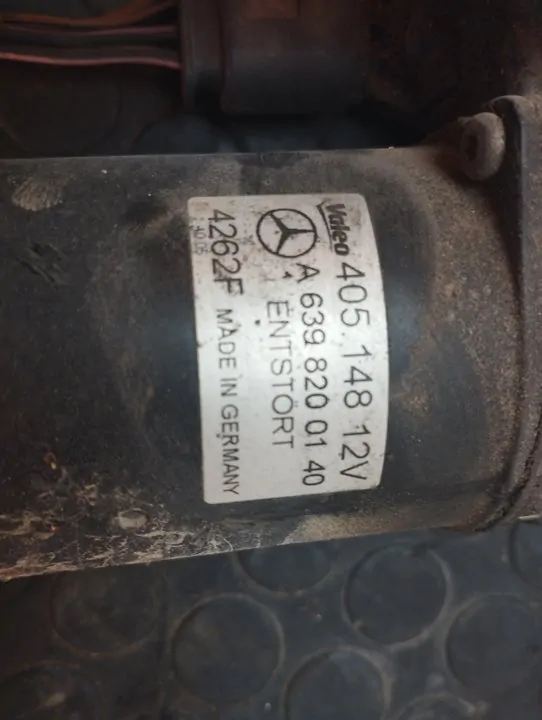 Valeo 405.148 12V
A 639 820 01 40
ENTSTÖRT
4262F MADE IN GERMANY